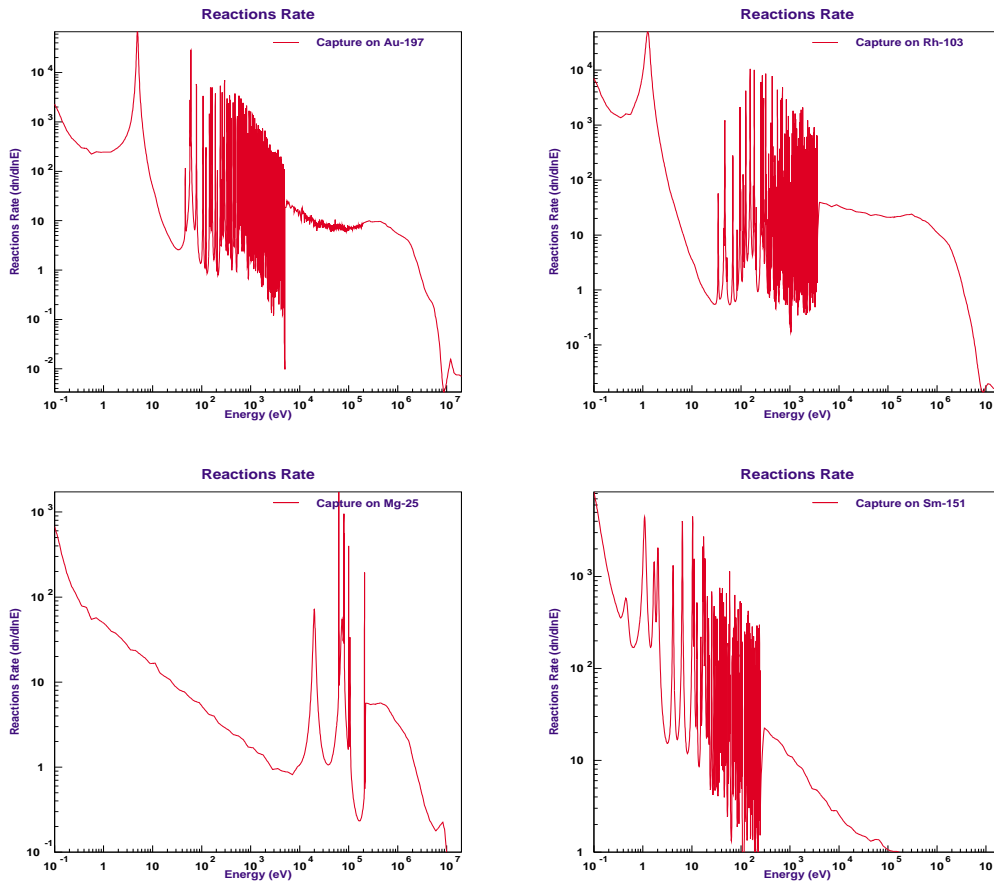 Reactions Rate
Capture on Au-197
Reactions Rate (dn/dlnE)
10^4
10^3
10^2
10
1
10^-1
10^-2
10^-1 1 10 10^2 10^3 10^4 10^5 10^6 10^7
Energy (eV)
Reactions Rate
Capture on Rh-103
Reactions Rate (dn/dlnE)
10^4
10^3
10^2
10
1
10^-1
10^-1 1 10 10^2 10^3 10^4 10^5 10^6 10^7
Energy (eV)
Reactions Rate
Capture on Mg-25
Reactions Rate (dn/dlnE)
10^3
10^2
10
1
10^-1
10^-1 1 10 10^2 10^3 10^4 10^5 10^6 10^7
Energy (eV)
Reactions Rate
Capture on Sm-151
Reactions Rate (dn/dlnE)
10^3
10^2
10
1
10^-1 1 10 10^2 10^3 10^4 10^5 10^6 10^7
Energy (eV)